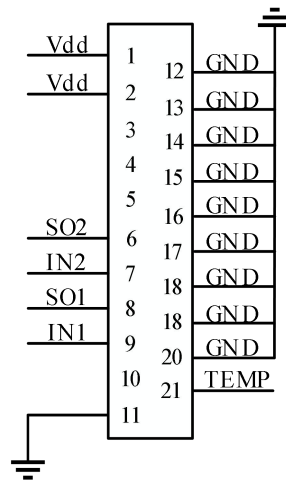 Vdd 1
Vdd 2
3
4
5
SO2 6
IN2 7
SO1 8
IN1 9
10
11
12 GND
13 GND
14 GND
15 GND
16 GND
17 GND
18 GND
18 GND
20 GND
21 TEMP